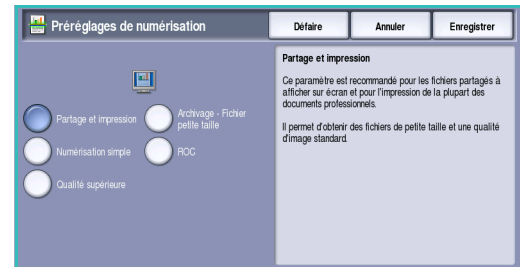 Préréglages de numérisation
Défaire
Annuler
Enregistrer
Partage et impression
Archivage - Fichier
petite taille
Numérisation simple
ROC
Qualité supérieure
Partage et impression
Ce paramètre est recommandé pour les fichiers partagés à
afficher sur écran et pour l'impression de la plupart des
documents professionnels.
Il permet d'obtenir des fichiers de petite taille et une qualité
d'image standard.